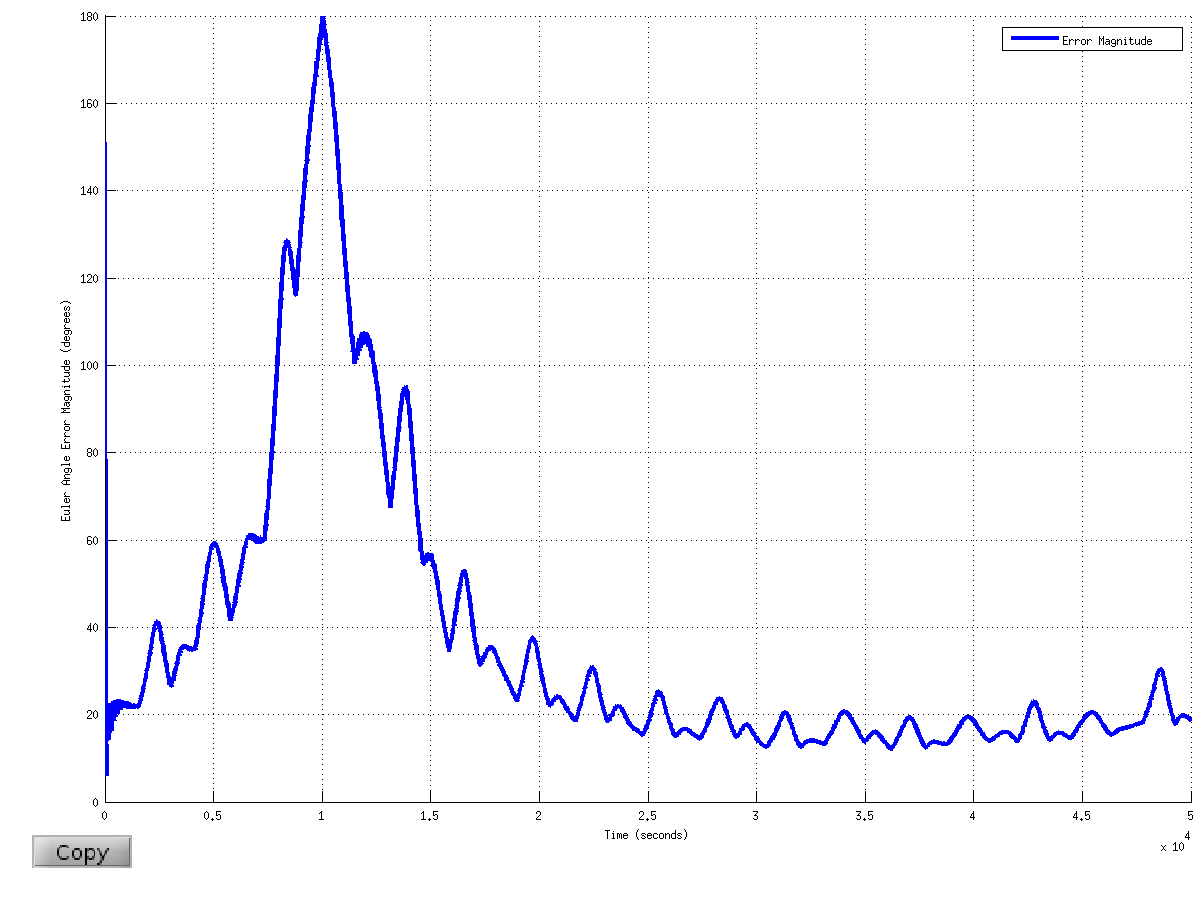 180
160
140
120
100
80
60
40
20
0
Euler Angle Error Magnitude (degrees)
Error Magnitude
0 0.5 1 1.5 2 2.5 3 3.5 4 4.5 5
Time (seconds)
x 10 4
Copy